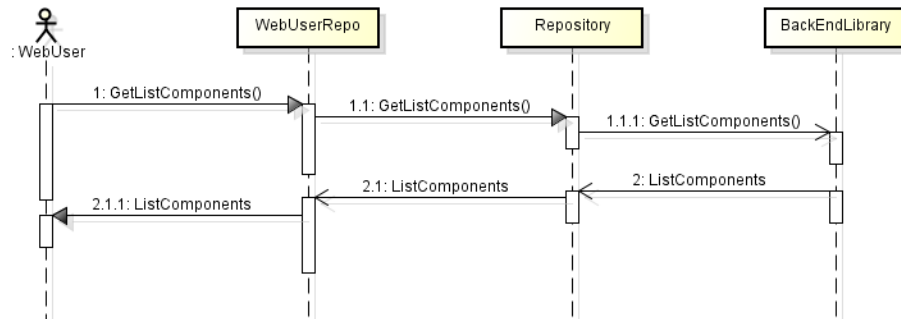 WebUserRepo
Repository
BackEndLibrary
: WebUser
1: GetListComponents()
1.1: GetListComponents()
1.1.1: GetListComponents()
2: ListComponents
2.1: ListComponents
2.1.1: ListComponents